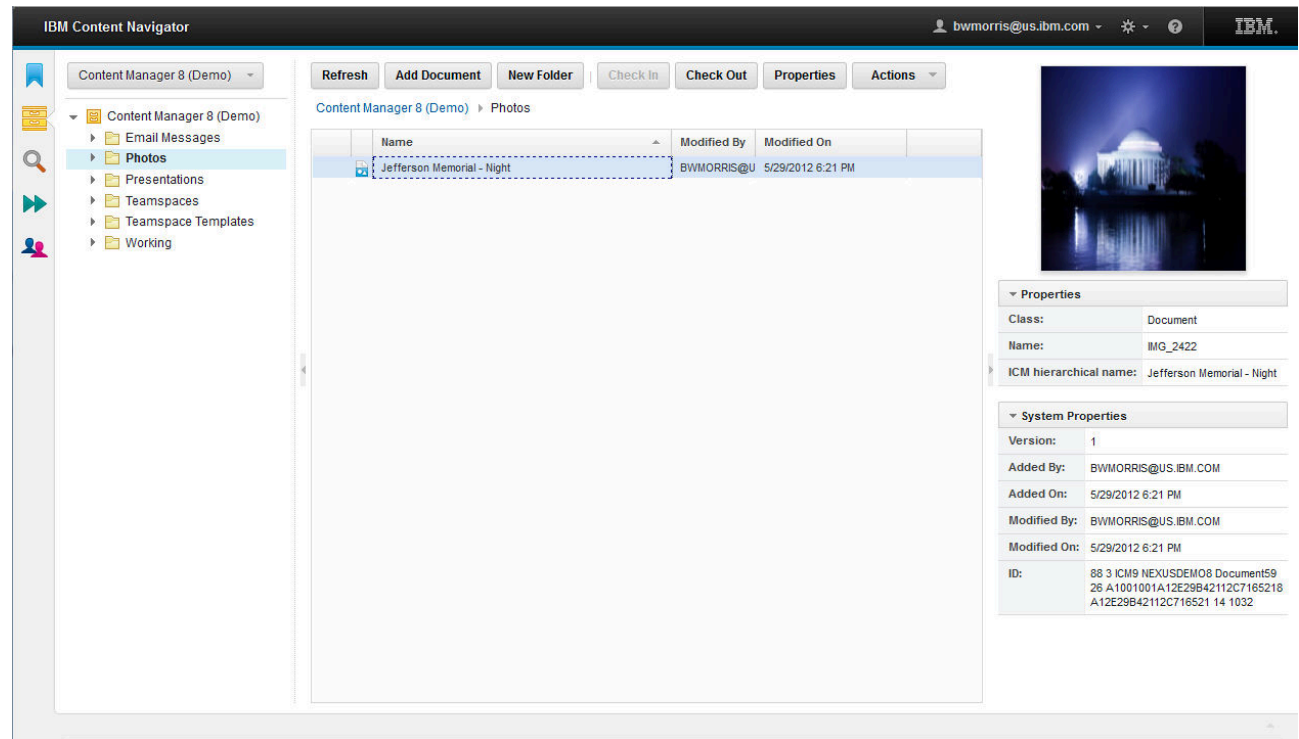 IBM Content Navigator
bwmorris@us.ibm.com
IBM.
Content Manager 8 (Demo)
Content Manager 8 (Demo)
Email Messages
Photos
Presentations
Teamspaces
Teamspace Templates
Working
Refresh Add Document New Folder Check In Check Out Properties Actions
Content Manager 8 (Demo) Photos
Name Modified By Modified On
Jefferson Memorial - Night BWMORRIS@U 5/29/2012 6:21 PM
Properties
Class: Document
Name: IMG_2422
ICM hierarchical name: Jefferson Memorial - Night
System Properties
Version: 1
Added By: BWMORRIS@US.IBM.COM
Added On: 5/29/2012 6:21 PM
Modified By: BWMORRIS@US.IBM.COM
Modified On: 5/29/2012 6:21 PM
ID: 88 3 ICM9 NEXUSDEMO8 Document59
26 A1001001A12E29B42112C7165218
A12E29B42112C716521 14 1032